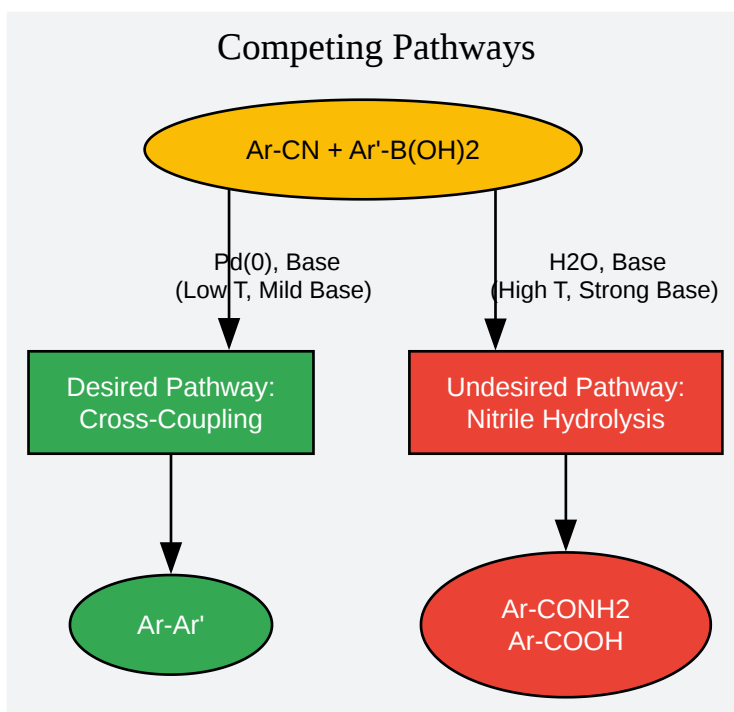 Competing Pathways
Ar-CN + Ar'-B(OH)2
Pd(0), Base
(Low T, Mild Base)
H2O, Base
(High T, Strong Base)
Desired Pathway:
Cross-Coupling
Undesired Pathway:
Nitrile Hydrolysis
Ar-Ar'
Ar-CONH2
Ar-COOH